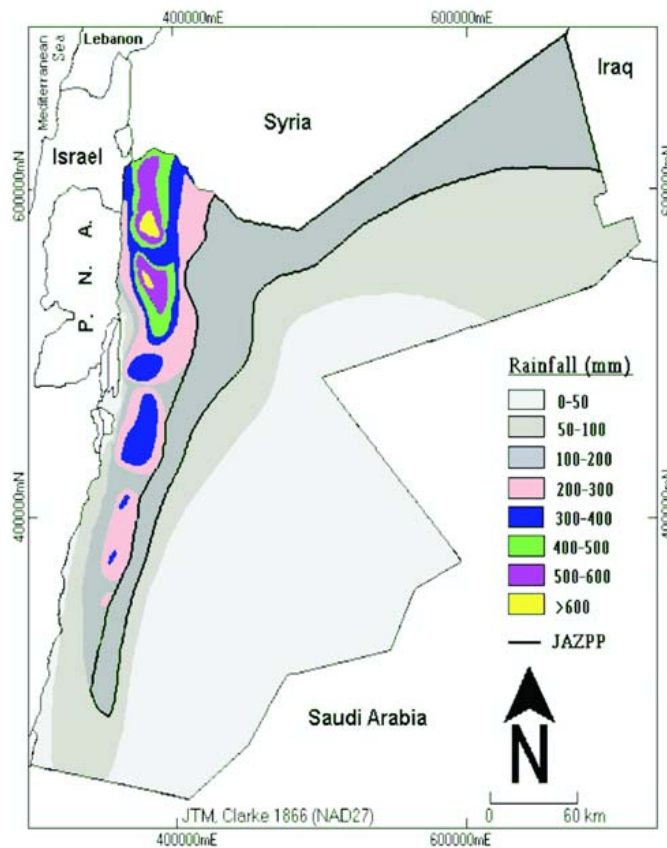 400000mE
600000mE
Lebanon
Mediterranean
Sea
Iraq
Syria
Israel
600000mN
600000mN
P. N. A.
Rainfall (mm)
0-50
50-100
100-200
200-300
300-400
400-500
500-600
>600
JAZPP
400000mN
400000mN
Saudi Arabia
N
JTM, Clarke 1866 (NAD27)
0 60 km
400000mE
600000mE